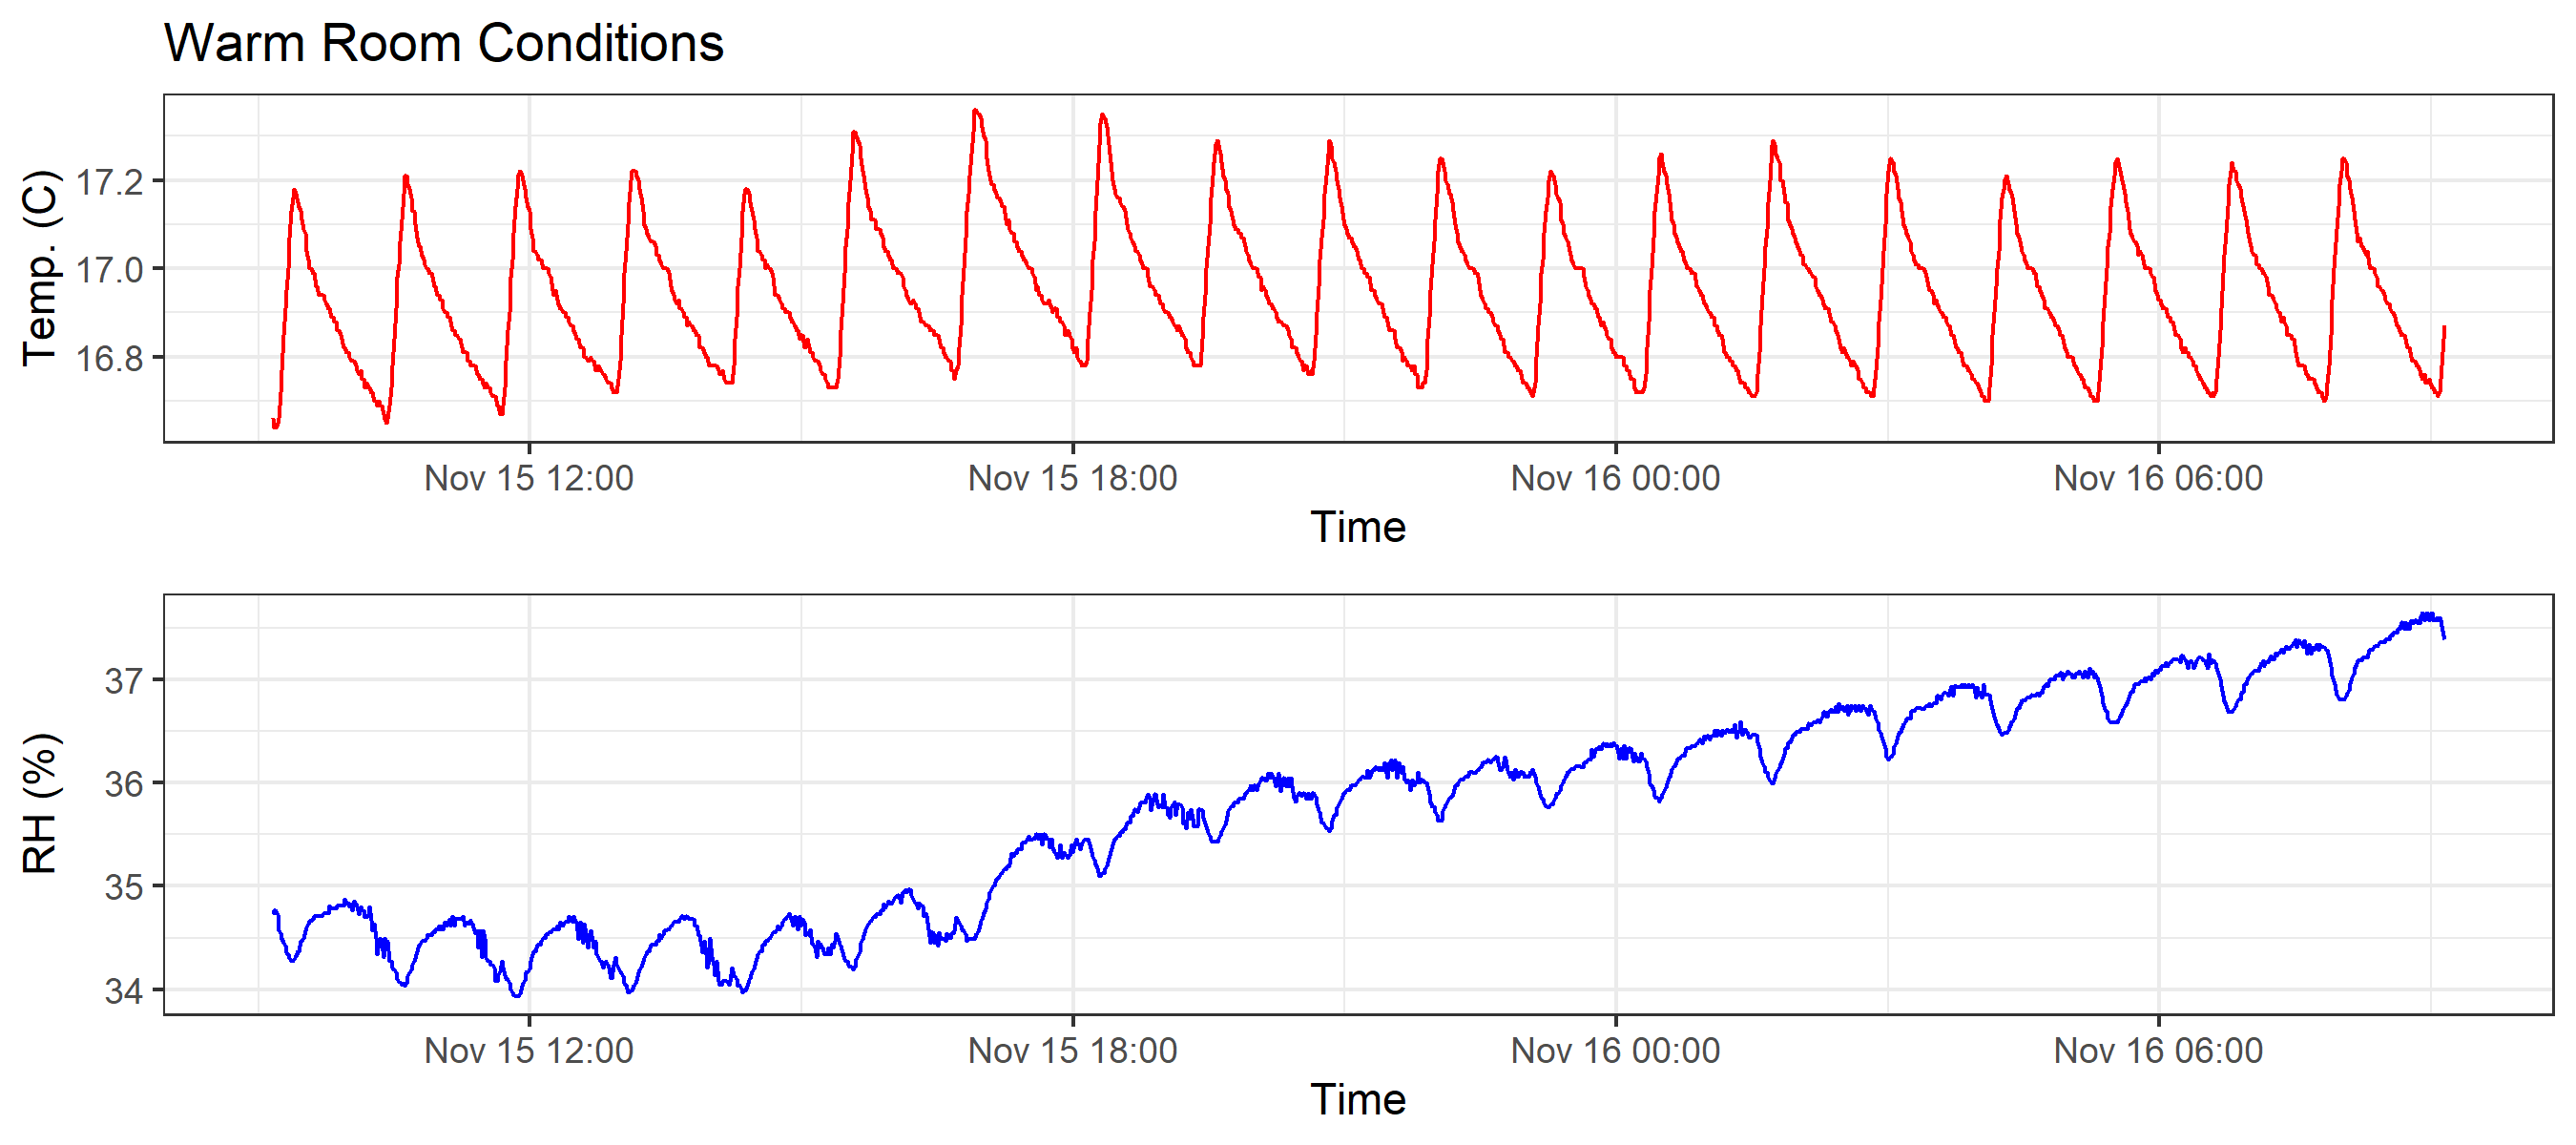 Warm Room Conditions
Temp. (C)
17.2
17.0
16.8
Nov 15 12:00 Nov 15 18:00 Nov 16 00:00 Nov 16 06:00
Time
RH (%)
37
36
35
34
Nov 15 12:00 Nov 15 18:00 Nov 16 00:00 Nov 16 06:00
Time